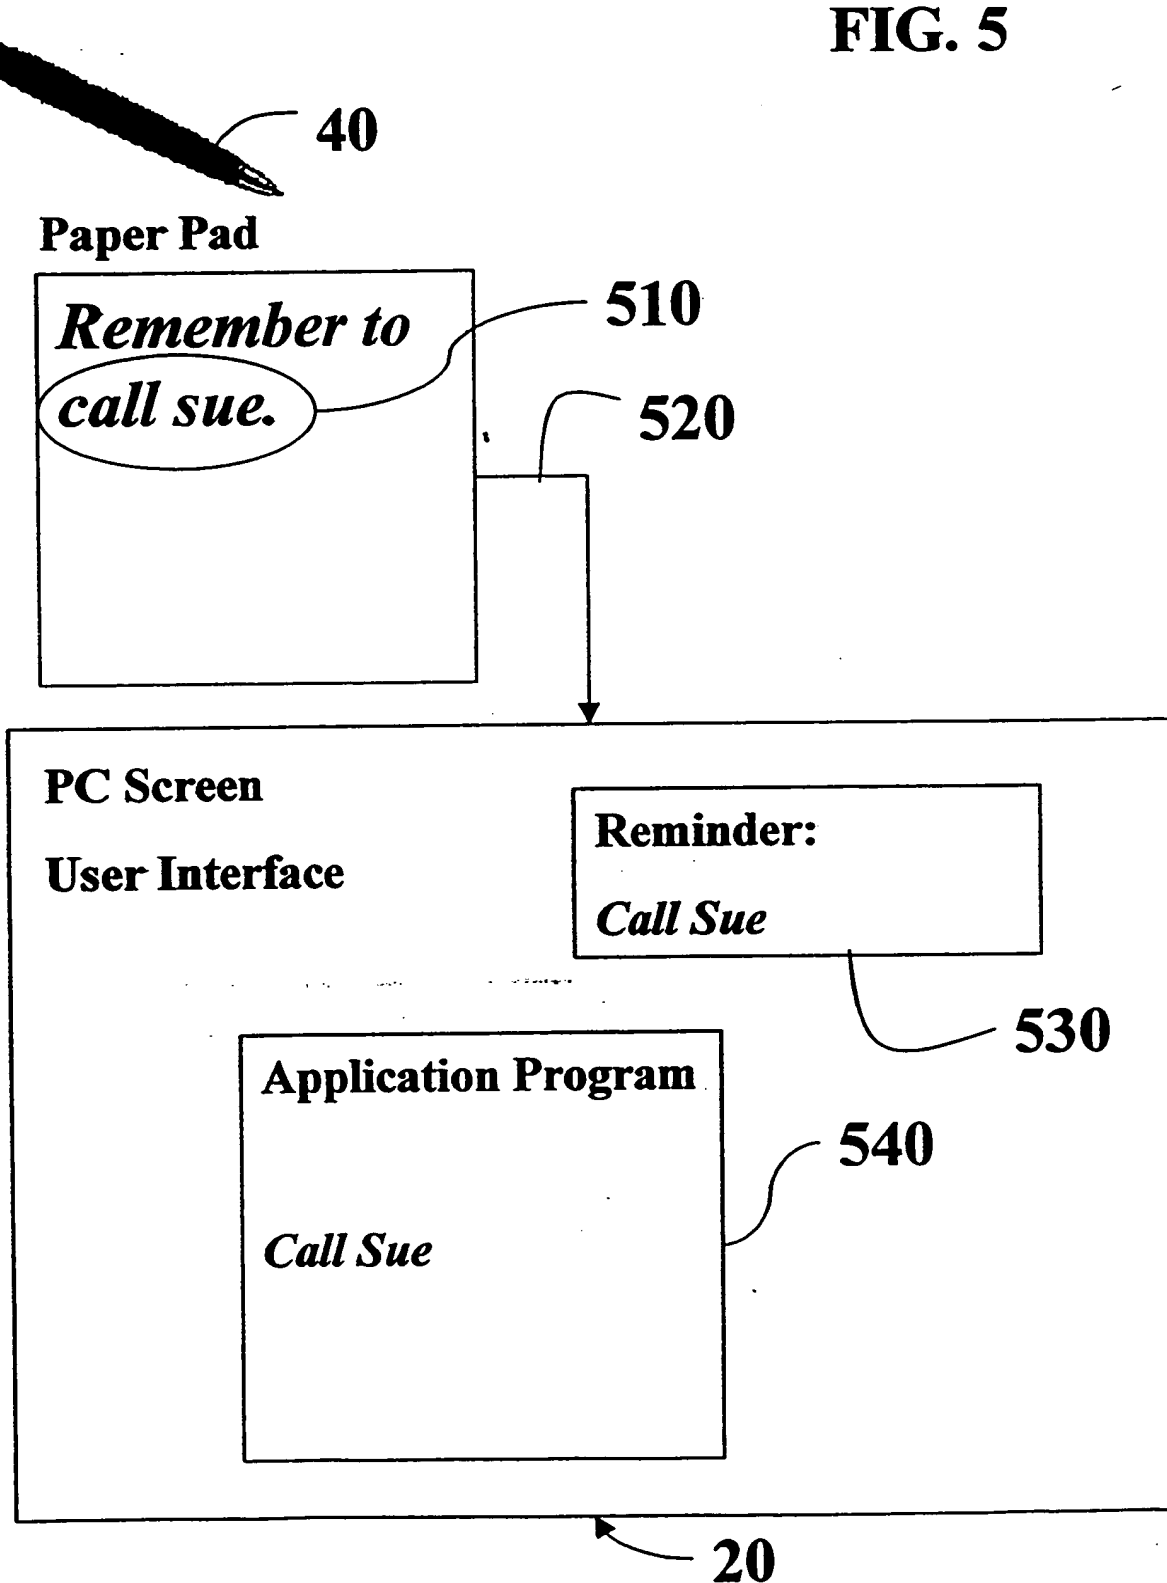 FIG. 5
40
Paper Pad
Remember to
510
call sue.
520
PC Screen
Reminder:
User Interface
Call Sue
530
Application Program
540
Call Sue
20